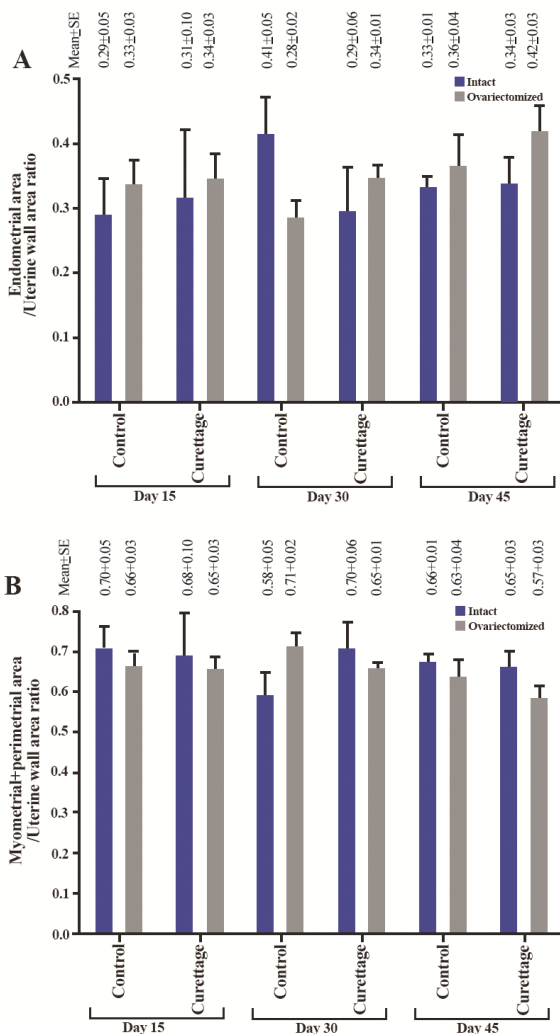 Mean±SE
0.29±0.05
0.33±0.03
0.31±0.10
0.34±0.03
0.41±0.05
0.28±0.02
0.29±0.06
0.34±0.01
0.33±0.01
0.36±0.04
0.34±0.03
0.42±0.03
A
Intact
Ovariectomized
Endometrial area
/Uterine wall area ratio
0.5
0.4
0.3
0.2
0.1
0.0
Control
Curettage
Control
Curettage
Control
Curettage
Day 15
Day 30
Day 45
Mean±SE
0.70+0.05
0.66+0.03
0.68+0.10
0.65+0.03
0.58+0.05
0.71+0.02
0.70+0.06
0.65+0.01
0.66+0.01
0.63+0.04
0.65+0.03
0.57+0.03
B
Intact
Ovariectomized
Myometrial+perimetrial area
/Uterine wall area ratio
0.8
0.7
0.6
0.5
0.4
0.3
0.2
0.1
0.0
Control
Curettage
Control
Curettage
Control
Curettage
Day 15
Day 30
Day 45